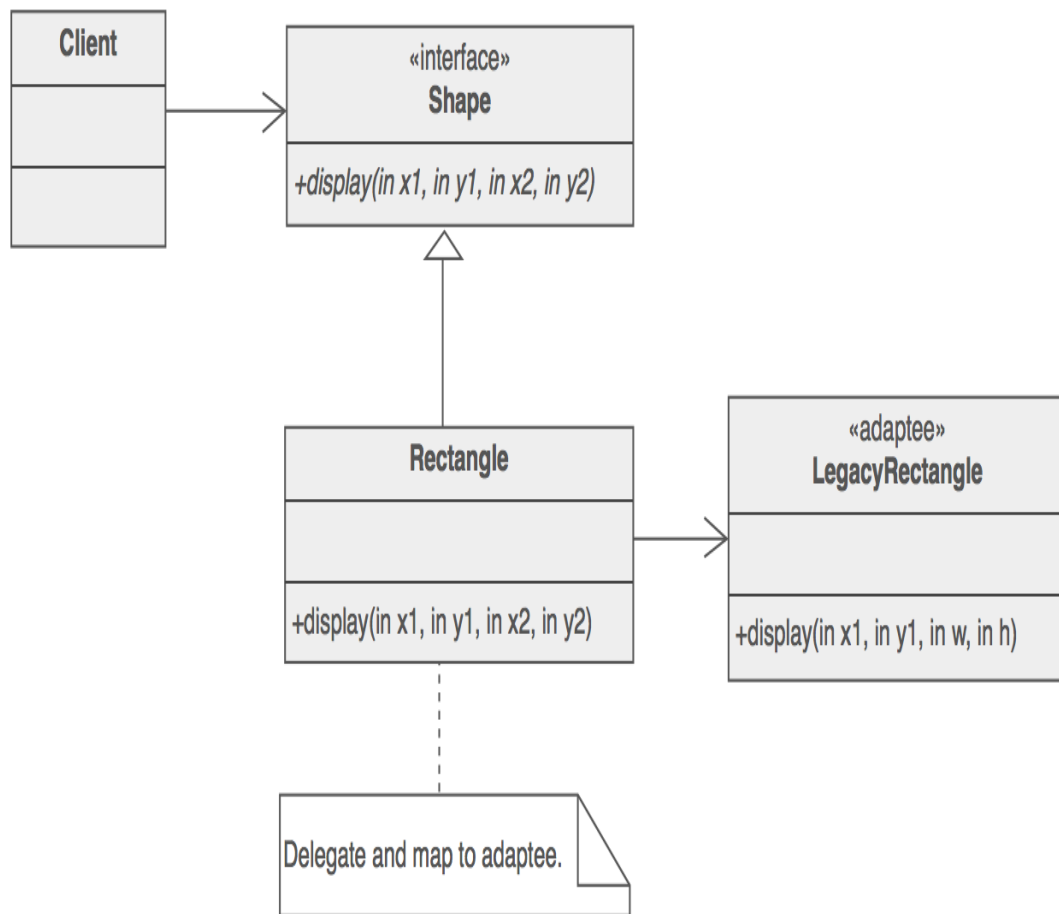 Client
«interface»
Shape
+display(in x1, in y1, in x2, in y2)
Rectangle
+display(in x1, in y1, in x2, in y2)
«adaptee»
LegacyRectangle
+display(in x1, in y1, in w, in h)
Delegate and map to adaptee.